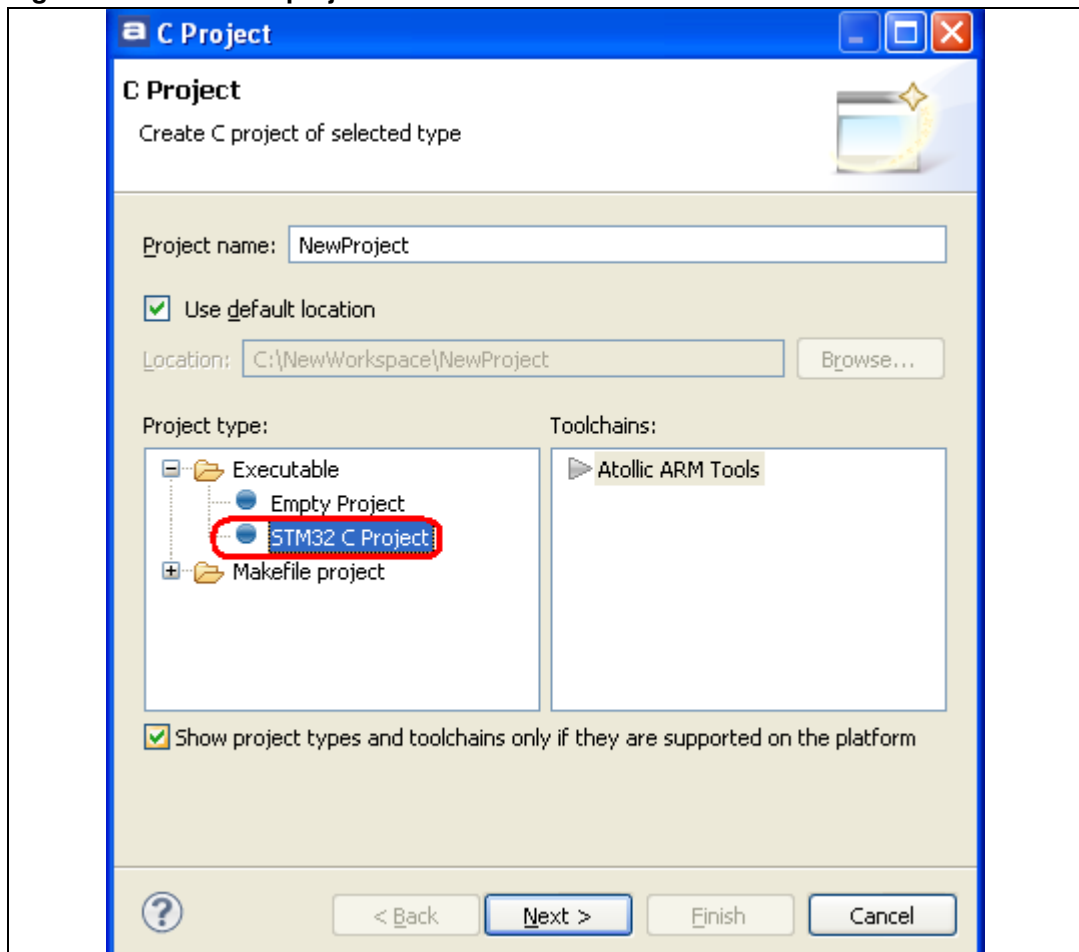 C Project
C Project
Create C project of selected type
Project name: NewProject
Use default location
Location: C:\NewWorkspace\NewProject Browse...
Project type: Toolchains:
Executable Atollic ARM Tools
Empty Project
STM32 C Project
Makefile project
Show project types and toolchains only if they are supported on the platform
< Back Next > Finish Cancel